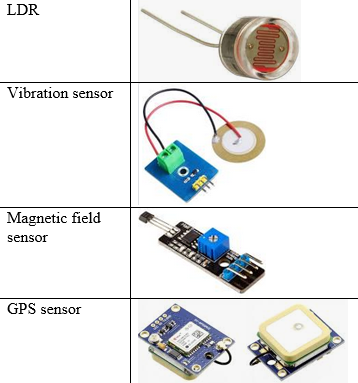 LDR
Vibration sensor
Magnetic field
sensor
GPS sensor